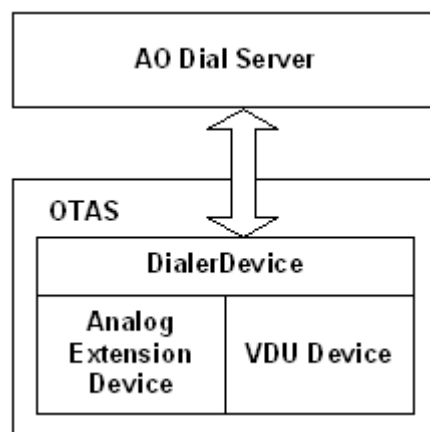 AO Dial Server
OTAS
DialerDevice
Analog
Extension
Device
VDU Device